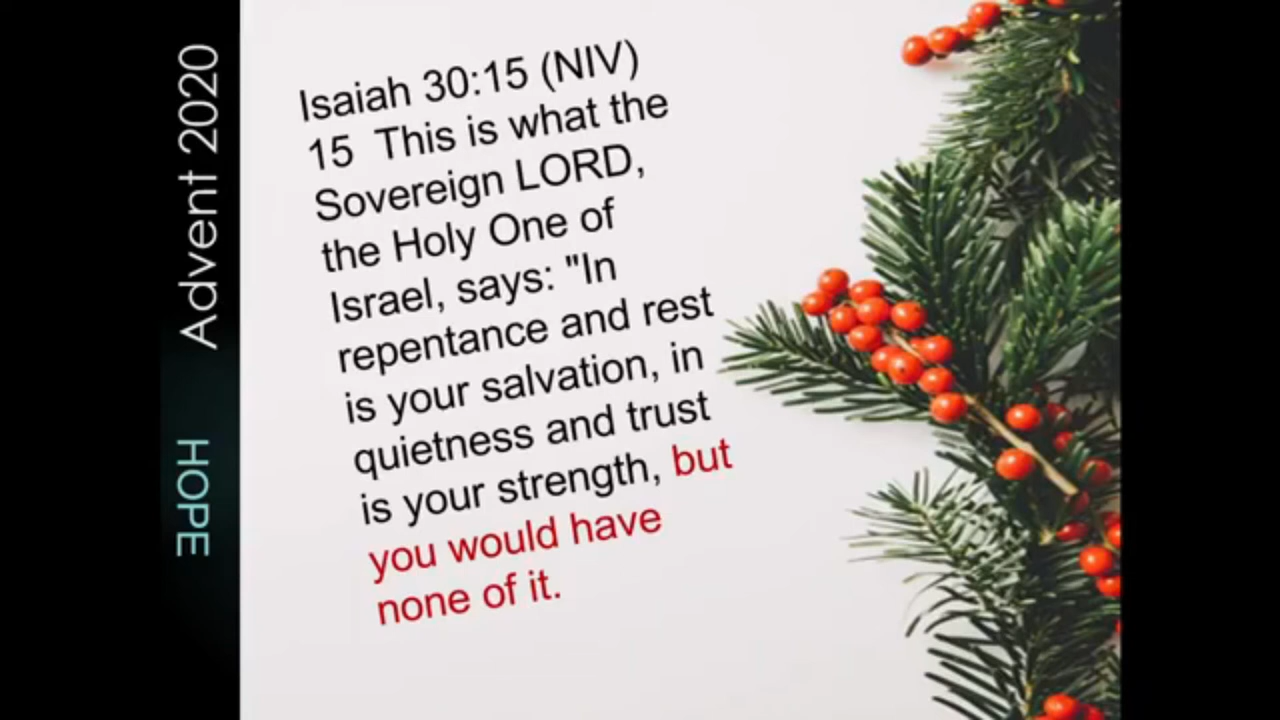 Advent 2020
HOPE
Isaiah 30:15 (NIV)
15 This is what the
Sovereign LORD,
the Holy One of
Israel, says: "In
repentance and rest
is your salvation, in
quietness and trust
is your strength, but
you would have
none of it.